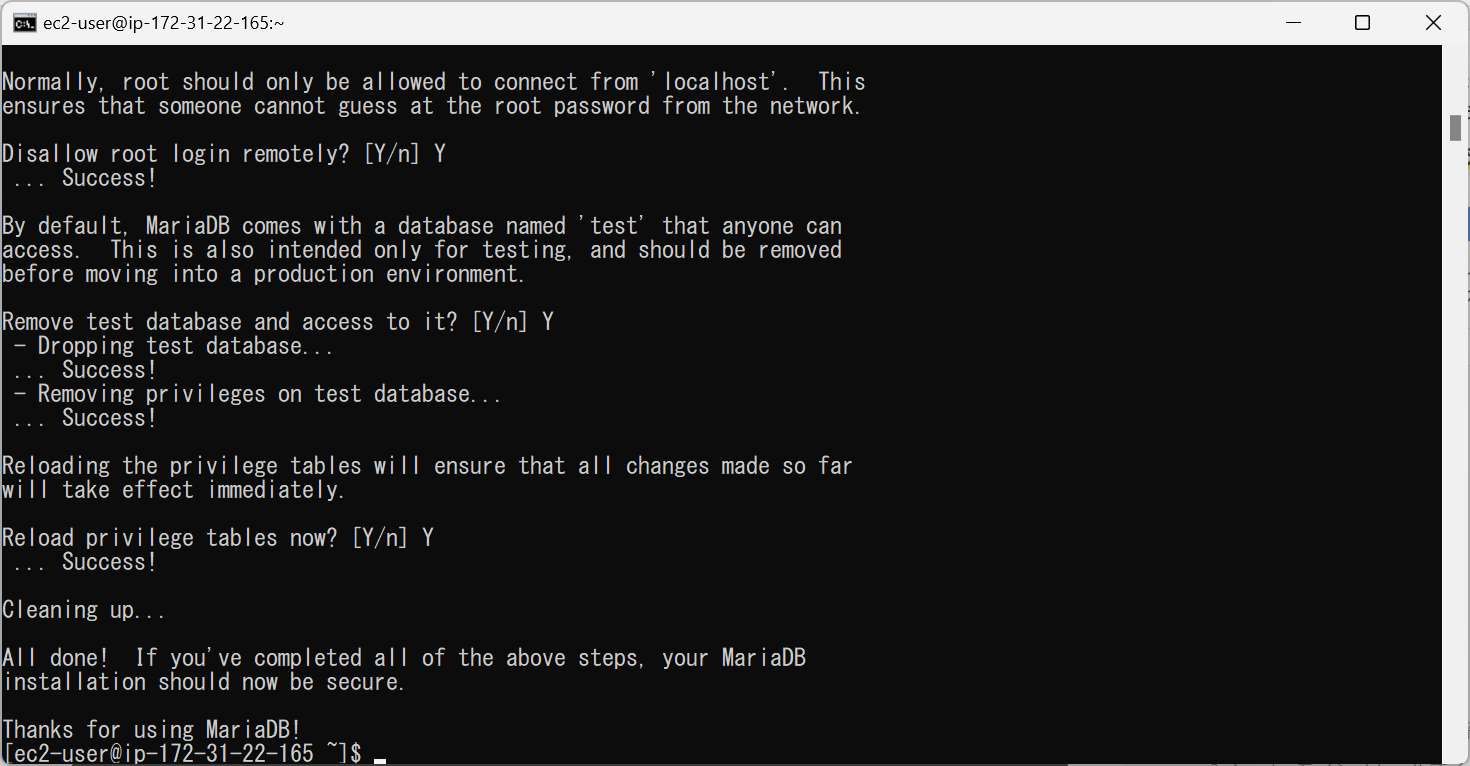 ec2-user@ip-172-31-22-165:~
Normally, root should only be allowed to connect from 'localhost'.  This
ensures that someone cannot guess at the root password from the network.
Disallow root login remotely? [Y/n] Y
 ... Success!
By default, MariaDB comes with a database named 'test' that anyone can
access.  This is also intended only for testing, and should be removed
before moving into a production environment.
Remove test database and access to it? [Y/n] Y
 - Dropping test database...
 ... Success!
 - Removing privileges on test database...
 ... Success!
Reloading the privilege tables will ensure that all changes made so far
will take effect immediately.
Reload privilege tables now? [Y/n] Y
 ... Success!
Cleaning up...
All done!  If you've completed all of the above steps, your MariaDB
installation should now be secure.
Thanks for using MariaDB!
[ec2-user@ip-172-31-22-165 ~]$